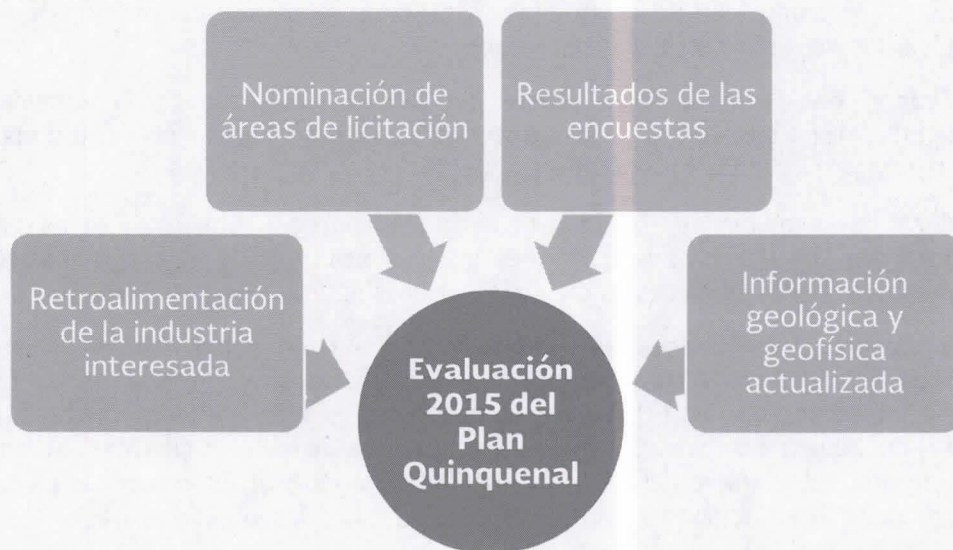 Nominación de
áreas de licitación
Resultados de las
encuestas
Retroalimentación
de la industria
interesada
Información
geológica y
geofísica
actualizada
Evaluación
2015 del
Plan
Quinquenal